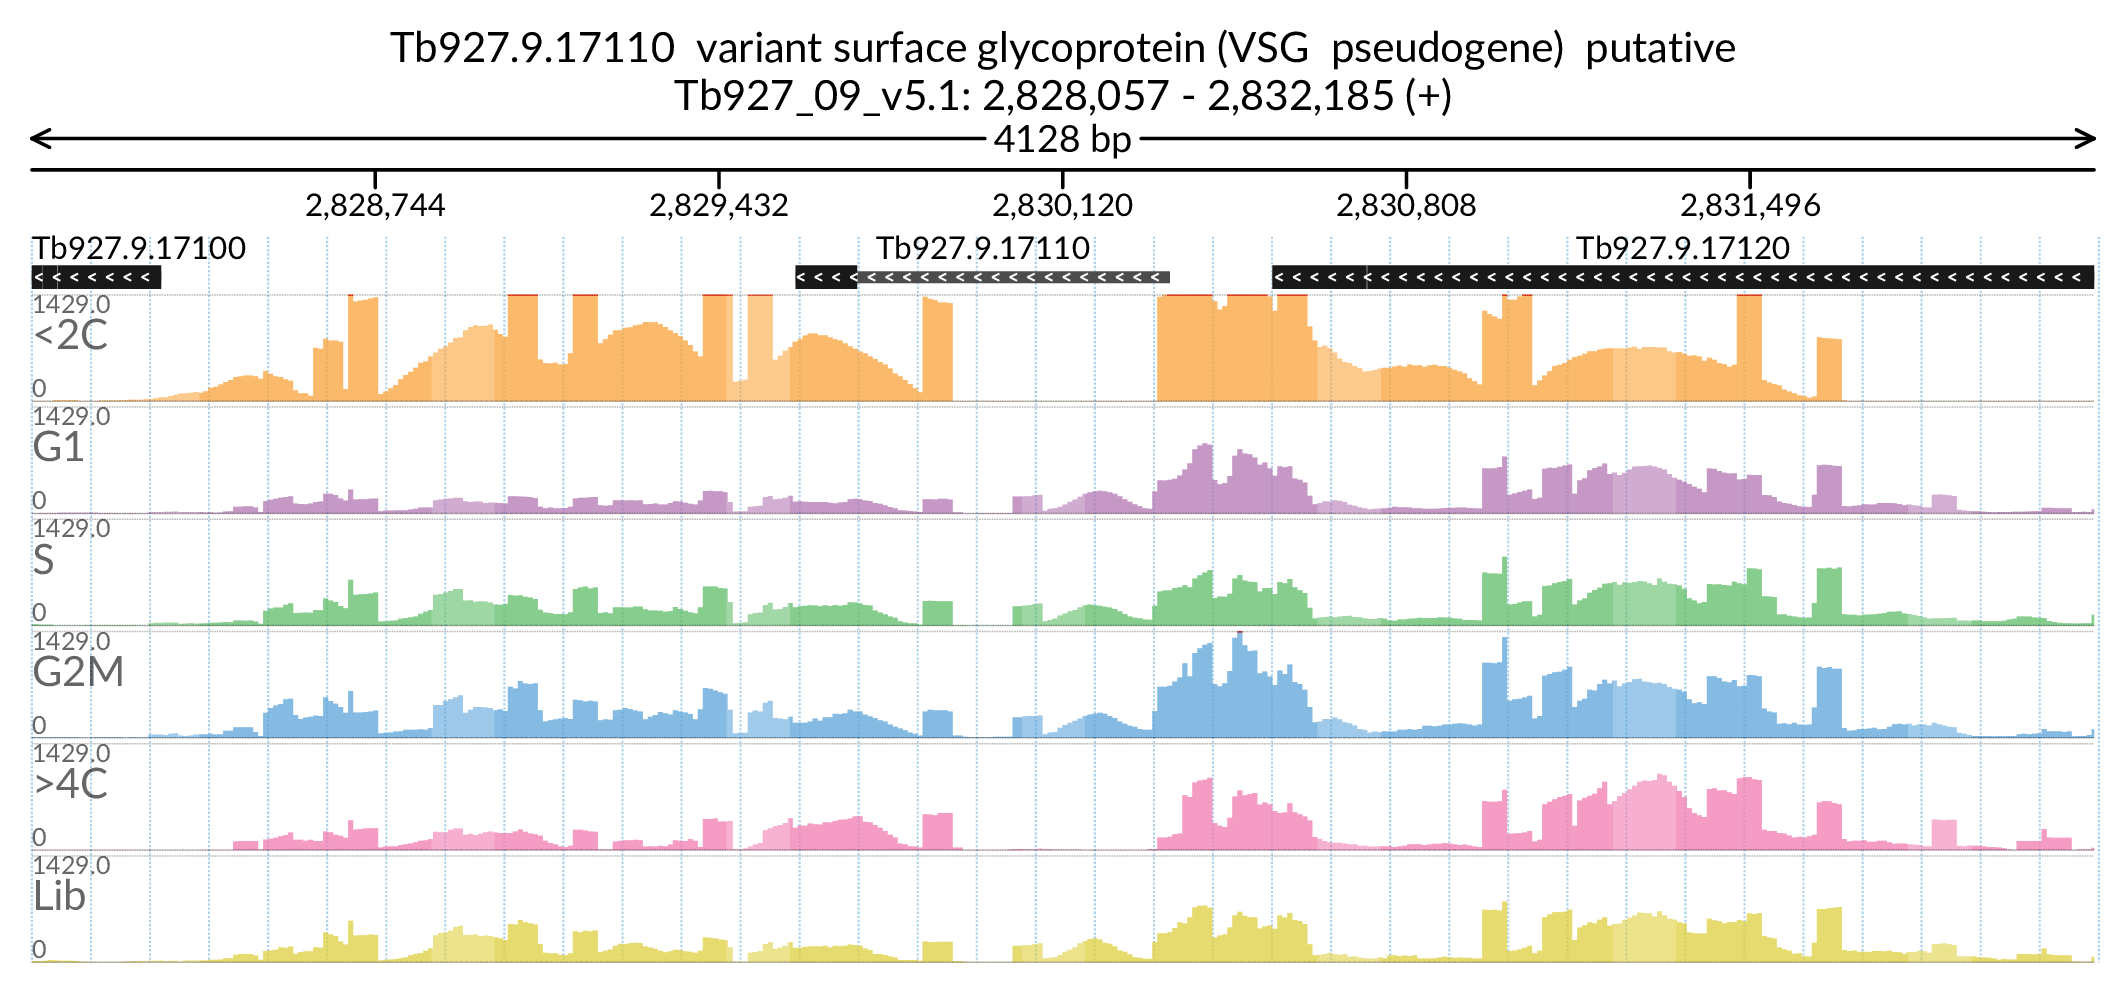 Tb927.9.17110  variant surface glycoprotein (VSG  pseudogene)  putative
Tb927_09_v5.1: 2,828,057 - 2,832,185 (+)
4128 bp
2,828,744 2,829,432 2,830,120 2,830,808 2,831,496
Tb927.9.17100 Tb927.9.17110 Tb927.9.17120
1429.0
<2C
0
1429.0
G1
0
1429.0
S
0
1429.0
G2M
0
1429.0
>4C
0
1429.0
Lib
0